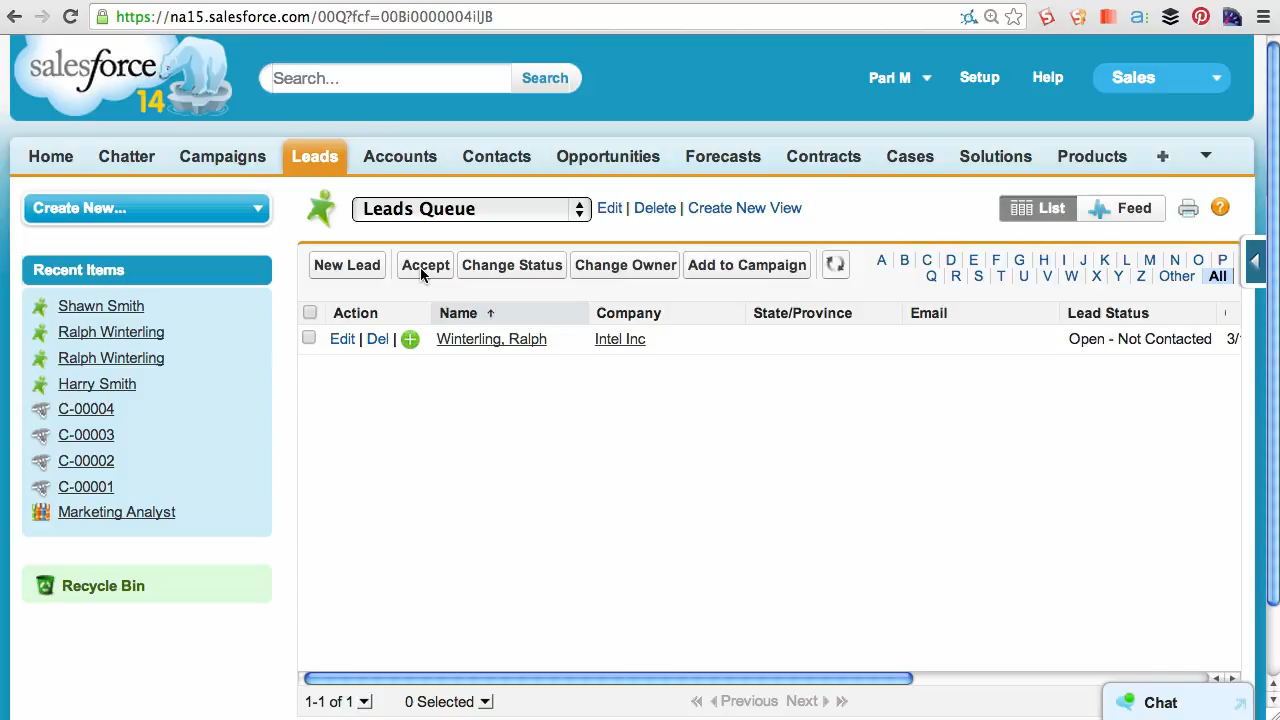 https://na15.salesforce.com/00Q?fcf=00Bi0000004ilJB
salesforce
14
Search...
Search
Parl M
Setup
Help
Sales
Home
Chatter
Campaigns
Leads
Accounts
Contacts
Opportunities
Forecasts
Contracts
Cases
Solutions
Products
Create New...
Leads Queue
Edit | Delete | Create New View
List
Feed
Recent Items
Shawn Smith
Ralph Winterling
Ralph Winterling
Harry Smith
C-00004
C-00003
C-00002
C-00001
Marketing Analyst
Recycle Bin
New Lead
Accept
Change Status
Change Owner
Add to Campaign
A B C D E F G H I J K L M N O P
Q R S T U V W X Y Z Other All
Action Name Company State/Province Email Lead Status
Edit | Del | Winterling, Ralph Intel Inc Open - Not Contacted 3/
1-1 of 1
0 Selected
Previous Next
Chat